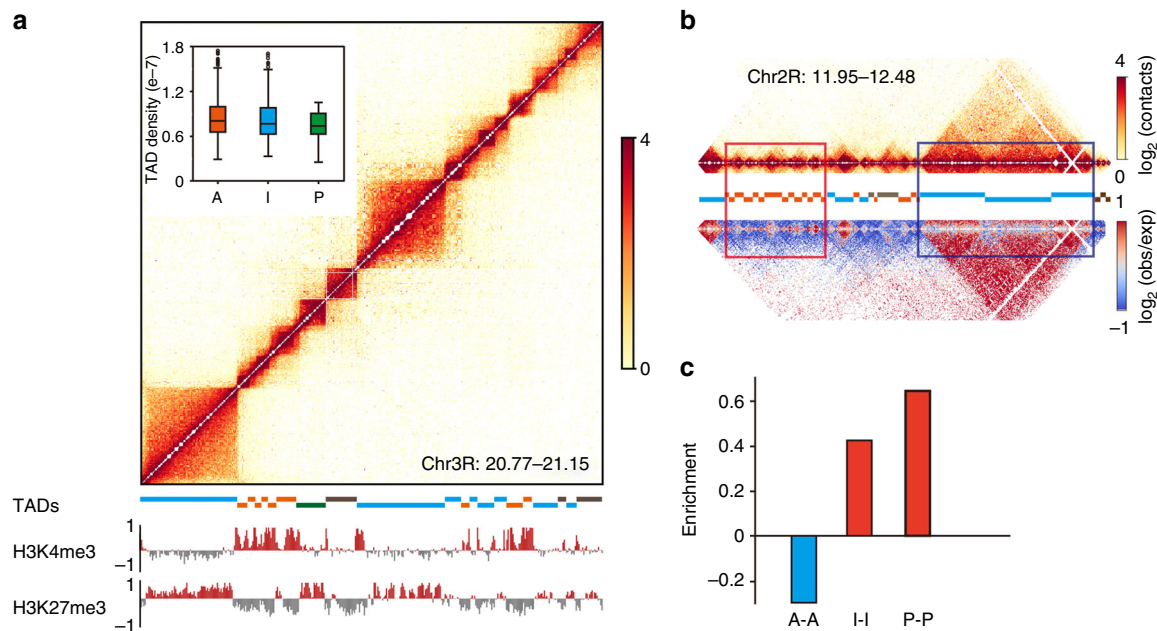 a
TAD density (e–7)
1.8
1.2
0.6
0
A I P
4
0
Chr3R: 20.77–21.15
TADs
H3K4me3
1
–1
H3K27me3
1
–1
b
Chr2R: 11.95–12.48
4
log2 (contacts)
0
1
log2 (obs/exp)
–1
c
Enrichment
0.6
0.4
0.2
0
–0.2
A-A I-I P-P